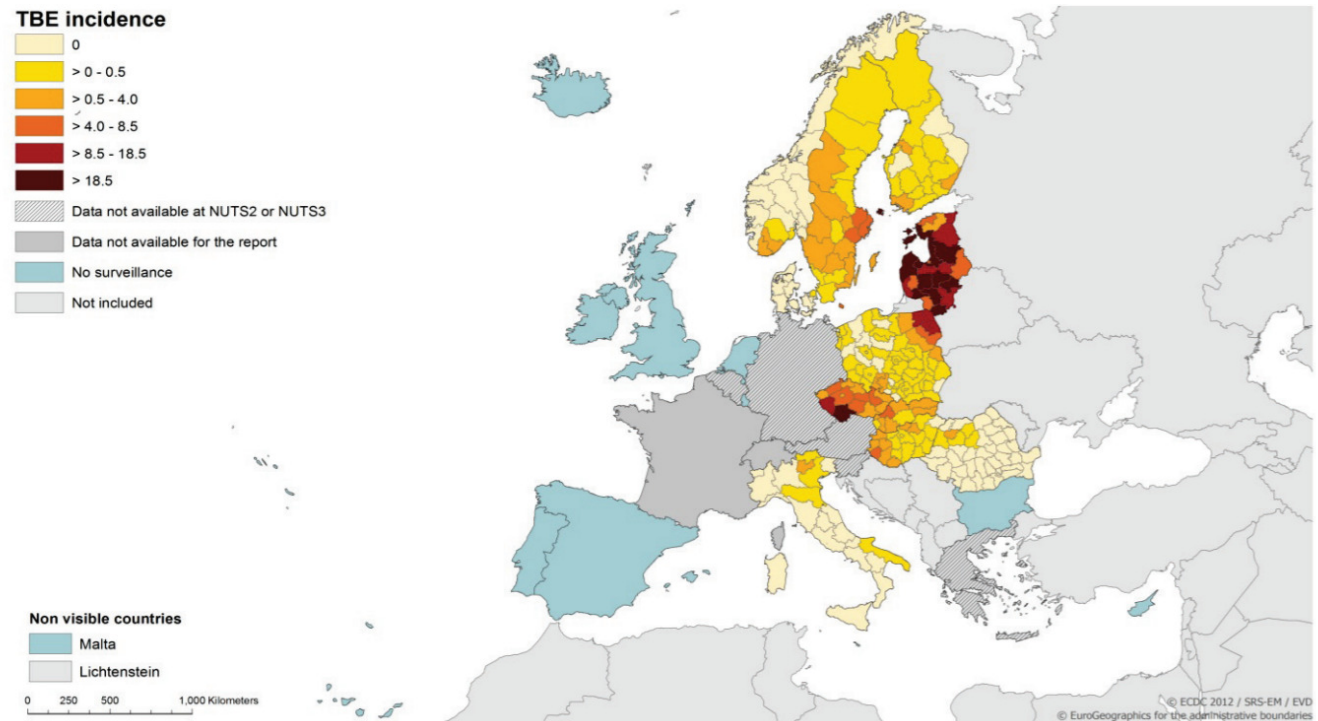 TBE incidence
0
> 0 - 0.5
> 0.5 - 4.0
> 4.0 - 8.5
> 8.5 - 18.5
> 18.5
Data not available at NUTS2 or NUTS3
Data not available for the report
No surveillance
Not included
Non visible countries
Malta
Lichtenstein
0 250 500 1,000 Kilometers
© ECDC 2012 / SRS-EM / EVD
© EuroGeographics for the administrative boundaries